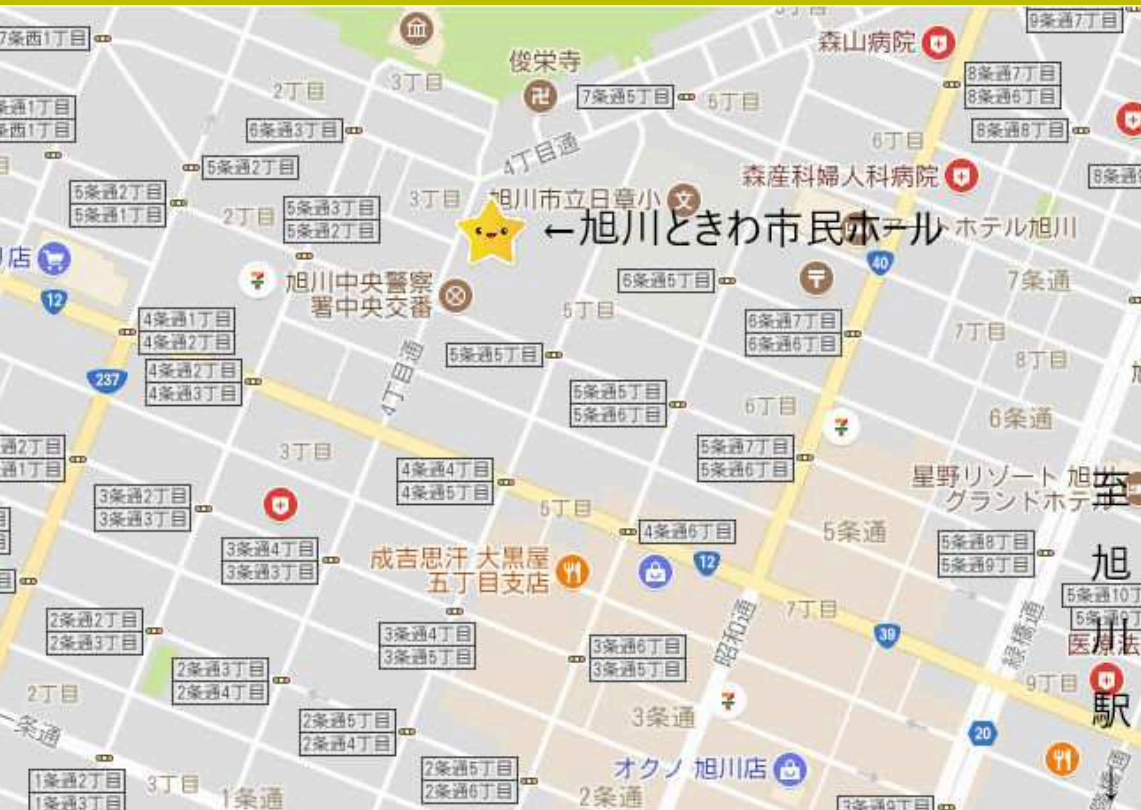 7条西1丁目
9条通7丁目
森山病院
俊栄寺
8条通7丁目
8条通6丁目
2丁目
3丁目
7条通5丁目
5丁目
6条通3丁目
8条通8丁目
6丁目
4丁目通
5条通2丁目
森産科婦人科病院
5条通2丁目
5条通1丁目
3丁目
旭川市立日章小
2丁目
5条通3丁目
5条通2丁目
←旭川ときわ市民ホール
ホテル旭川
40
12
旭川中央警察
署中央交番
6条通5丁目
7条通
5丁目
4条通1丁目
4条通2丁目
6条通7丁目
6条通6丁目
7丁目
8丁目
5条通5丁目
4丁目通
237
4条通2丁目
4条通3丁目
5条通5丁目
5条通6丁目
6丁目
6条通
3丁目
5条通7丁目
5条通6丁目
4条通4丁目
4条通5丁目
星野リゾート 旭
グランドホテ
至旭川駅
3条通2丁目
3条通3丁目
5丁目
4条通6丁目
5条通
5条通8丁目
5条通9丁目
3条通4丁目
3条通3丁目
成吉思汗 大黒屋
五丁目支店
12
7丁目
昭和通
39
緑橋通
2条通2丁目
2条通3丁目
3条通4丁目
3条通5丁目
3条通6丁目
3条通5丁目
2条通3丁目
2条通4丁目
2丁目
9丁目
3条通
一条通
2条通5丁目
2条通4丁目
20
オクノ 旭川店
2条通5丁目
2条通6丁目
1条通2丁目
1条通3丁目
3丁目
1条通
2条通
3条通9丁目